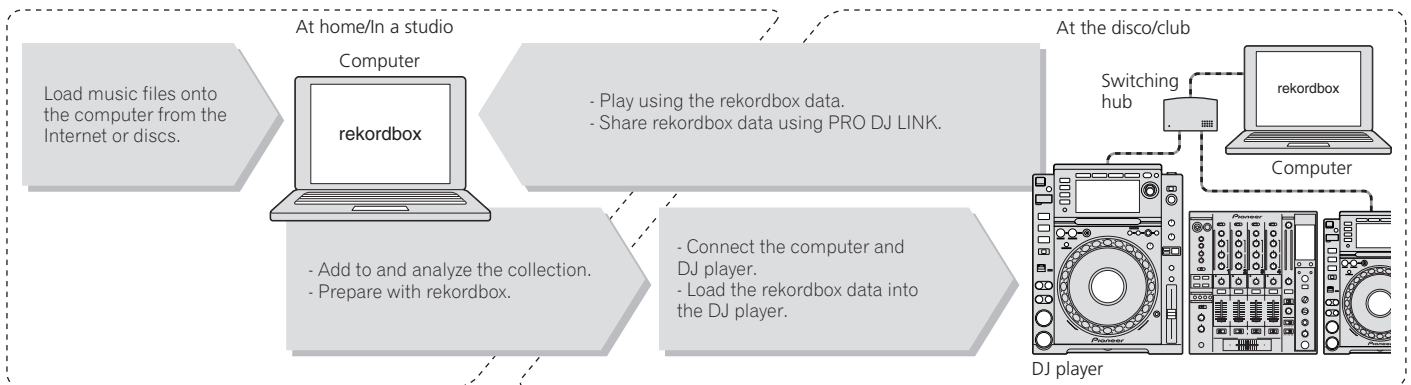 At home/In a studio
Load music files onto
the computer from the
Internet or discs.
Computer
rekordbox
- Add to and analyze the collection.
- Prepare with rekordbox.
- Play using the rekordbox data.
- Share rekordbox data using PRO DJ LINK.
- Connect the computer and
DJ player.
- Load the rekordbox data into
the DJ player.
At the disco/club
Switching
hub
rekordbox
Computer
Pioneer
Pioneer
DJ player